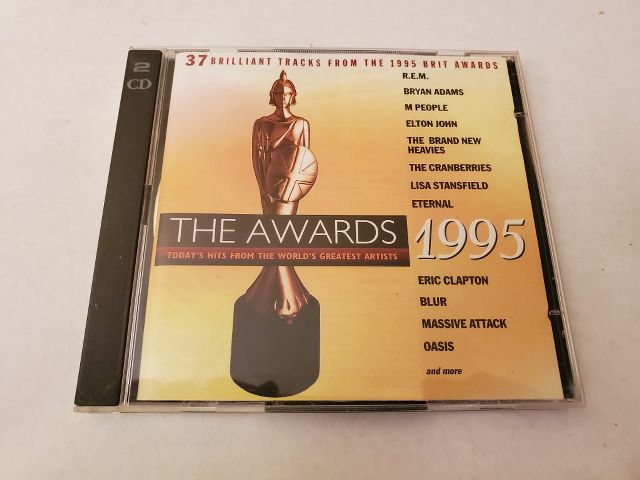 2
CD
37 BRILLIANT TRACKS FROM THE 1995 BRIT AWARDS
R.E.M.
BRYAN ADAMS
M PEOPLE
ELTON JOHN
THE BRAND NEW
HEAVIES
THE CRANBERRIES
LISA STANSFIELD
ETERNAL
THE AWARDS 1995
TODAY'S HITS FROM THE WORLD'S GREATEST ARTISTS
ERIC CLAPTON
BLUR
MASSIVE ATTACK
OASIS
and more